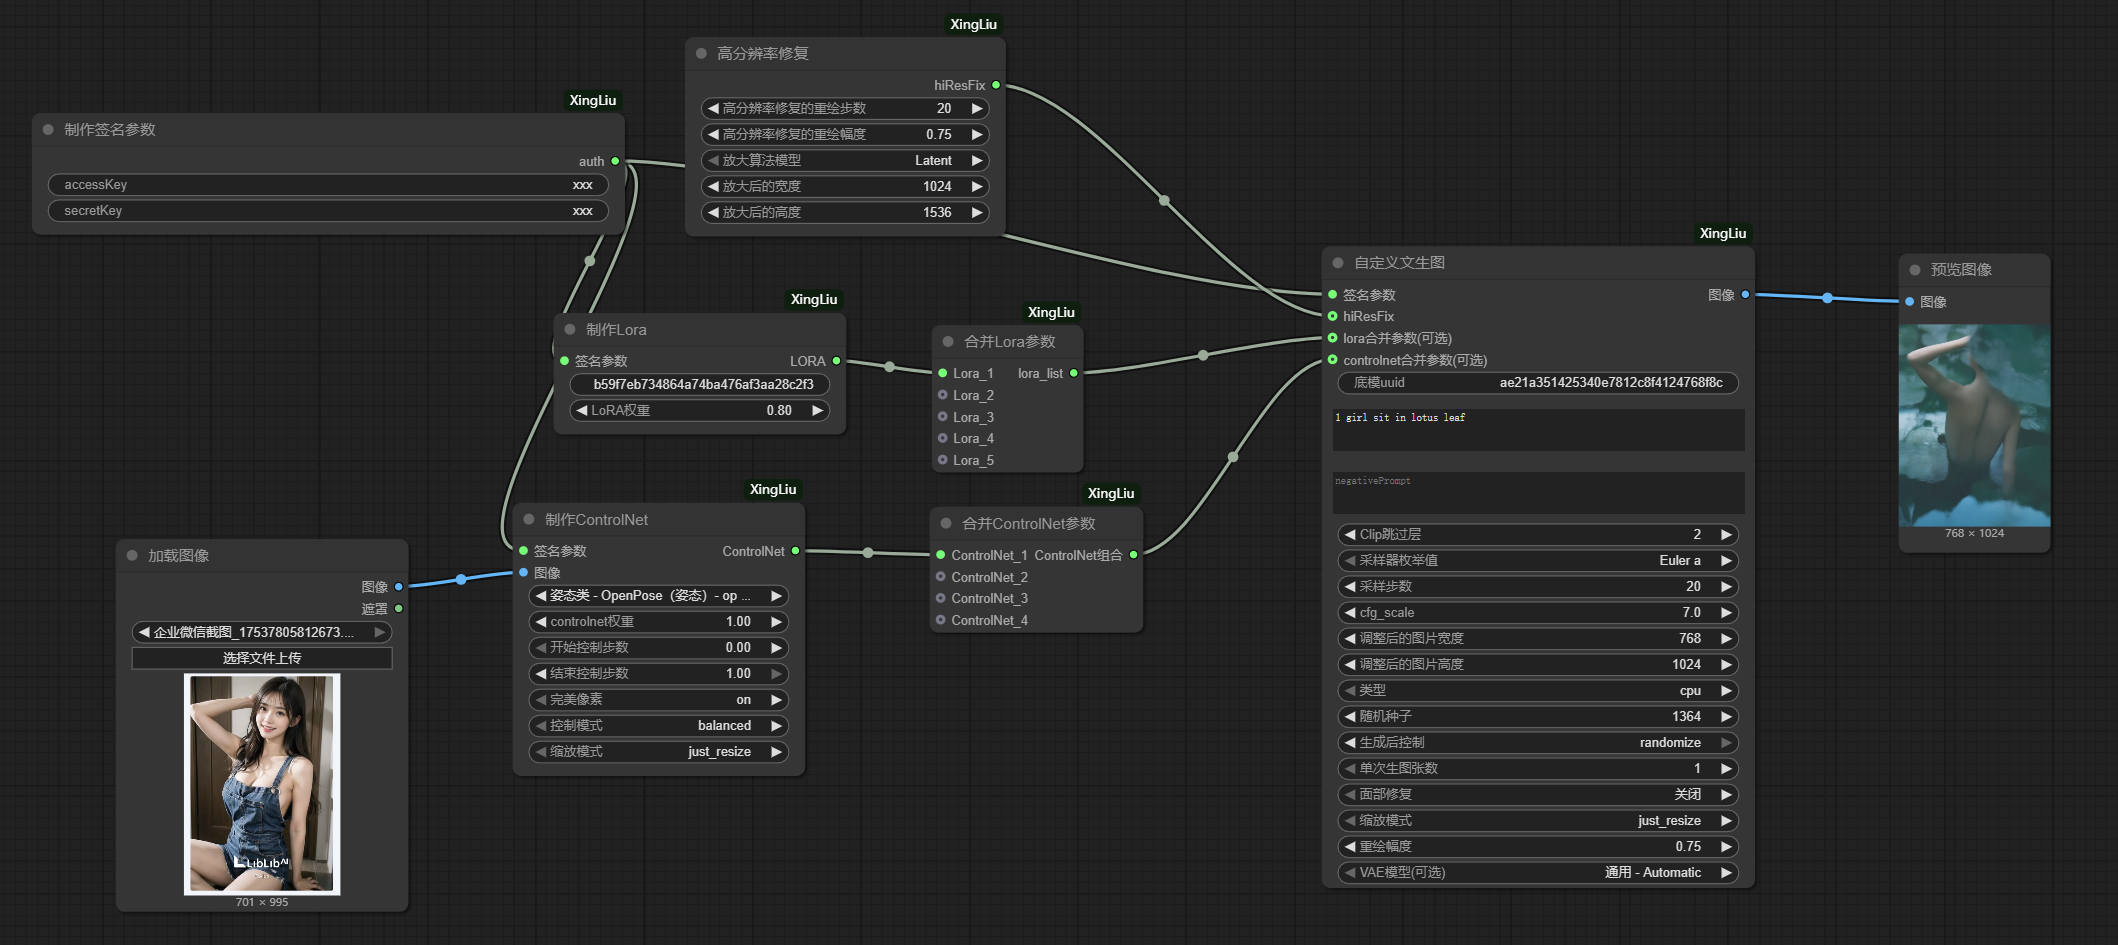 XingLiu
制作签名参数
auth
accessKey xxx
secretKey xxx
XingLiu
高分辨率修复
hiResFix
高分辨率修复的重绘步数 20
高分辨率修复的重绘幅度 0.75
放大算法模型 Latent
放大后的宽度 1024
放大后的高度 1536
XingLiu
制作Lora
签名参数 LORA
b59f7eb734864a74ba476af3aa28c2f3
LoRA权重 0.80
XingLiu
合并Lora参数
Lora_1 lora_list
Lora_2
Lora_3
Lora_4
Lora_5
加载图像
图像
遮罩
企业微信截图_17537805812673....
选择文件上传
LibLib AI
701 × 995
XingLiu
制作ControlNet
签名参数 ControlNet
图像
姿态类 - OpenPose（姿态）- op ...
controlnet权重 1.00
开始控制步数 0.00
结束控制步数 1.00
完美像素 on
控制模式 balanced
缩放模式 just_resize
XingLiu
合并ControlNet参数
ControlNet_1 ControlNet组合
ControlNet_2
ControlNet_3
ControlNet_4
XingLiu
自定义文生图
签名参数 图像
hiResFix
lora合并参数(可选)
controlnet合并参数(可选)
底模uuid ae21a351425340e7812c8f4124768f8c
1 girl sit in lotus leaf
negativePrompt
Clip跳过层 2
采样器枚举值 Euler a
采样步数 20
cfg_scale 7.0
调整后的图片宽度 768
调整后的图片高度 1024
类型 cpu
随机种子 1364
生成后控制 randomize
单次生图张数 1
面部修复 关闭
缩放模式 just_resize
重绘幅度 0.75
VAE模型(可选) 通用 - Automatic
预览图像
图像
768 × 1024